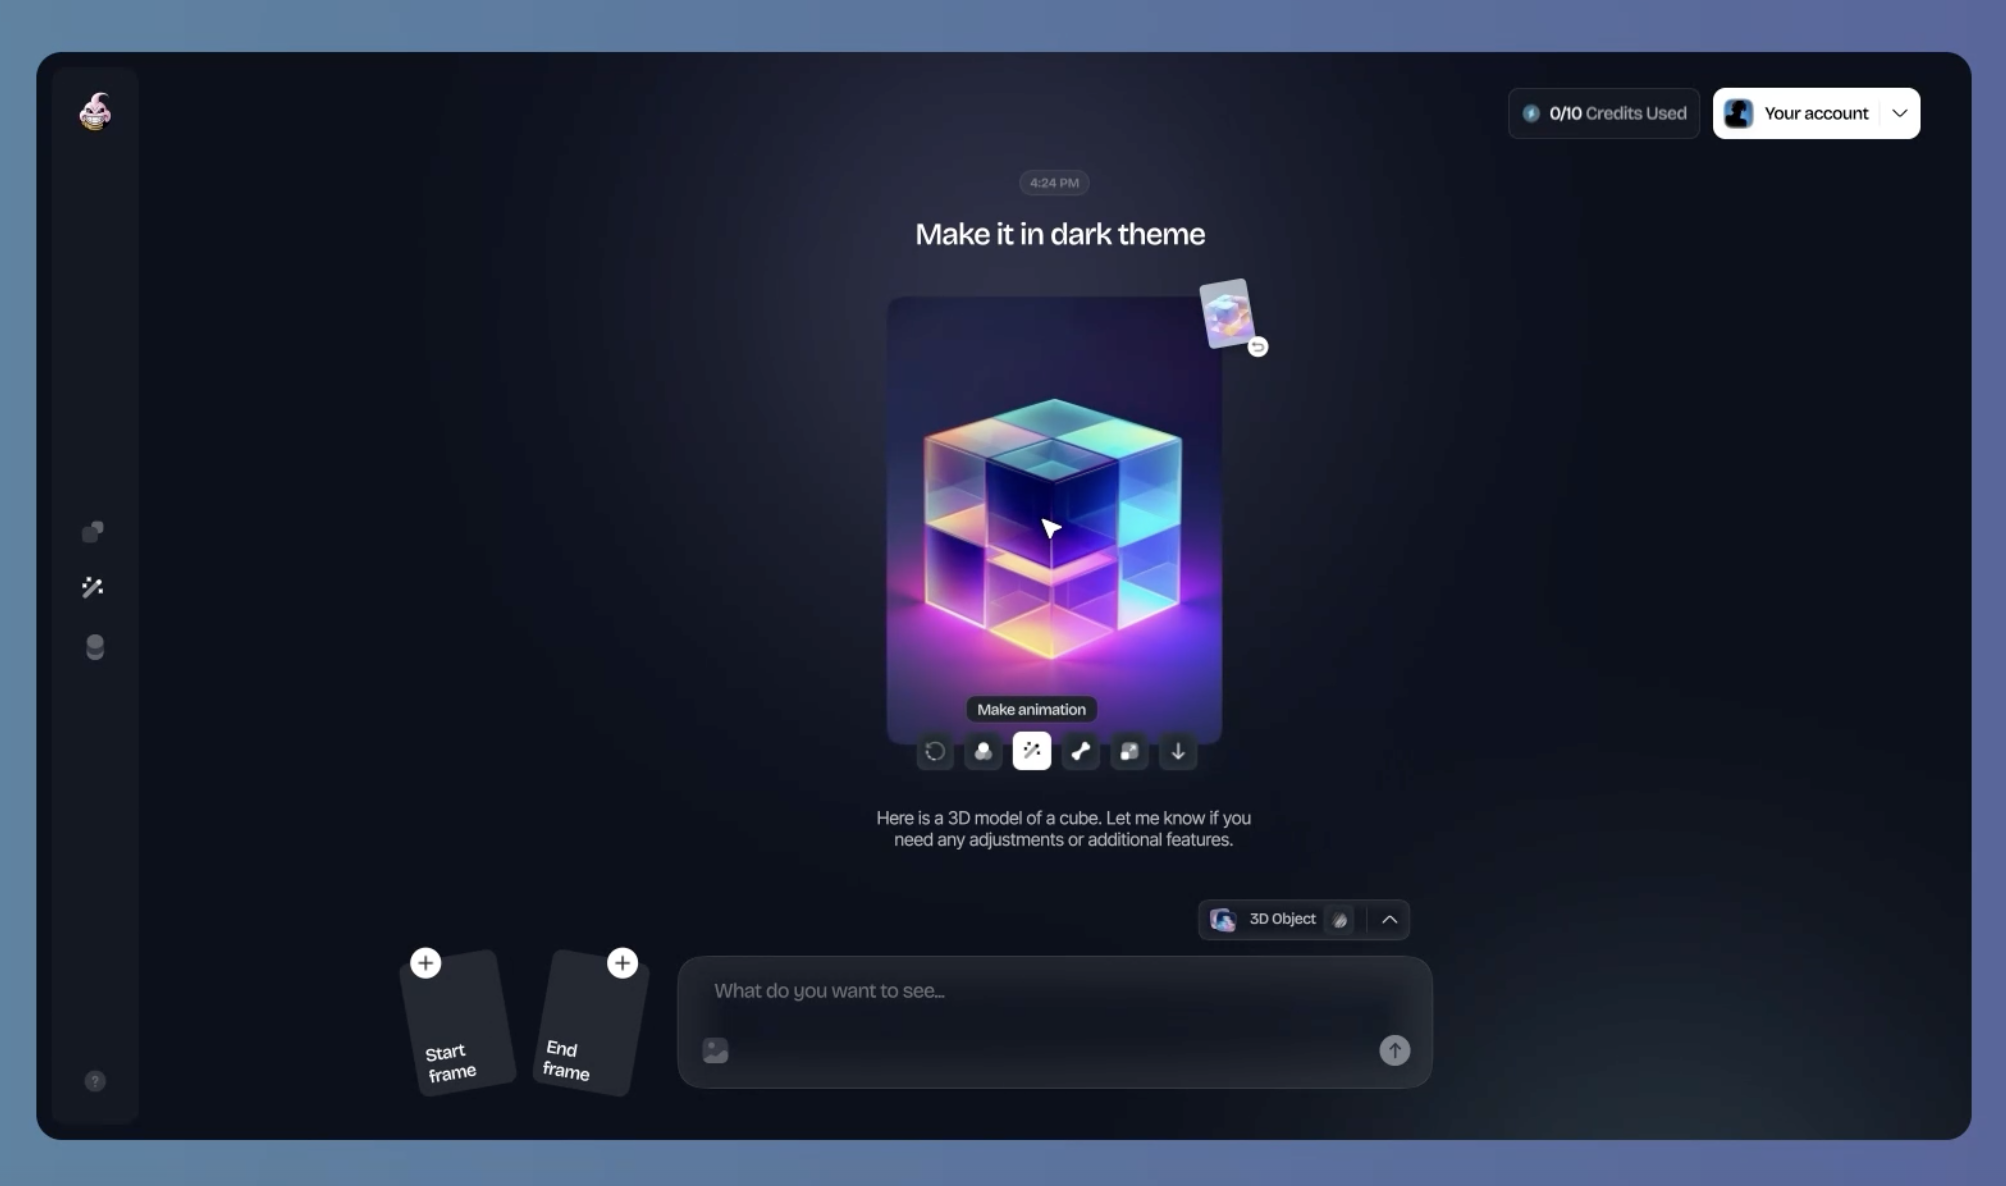 0/10 Credits Used
Your account
4:24 PM
Make it in dark theme
Make animation
Here is a 3D model of a cube. Let me know if you
need any adjustments or additional features.
3D Object
Start
frame
End
frame
What do you want to see...
?